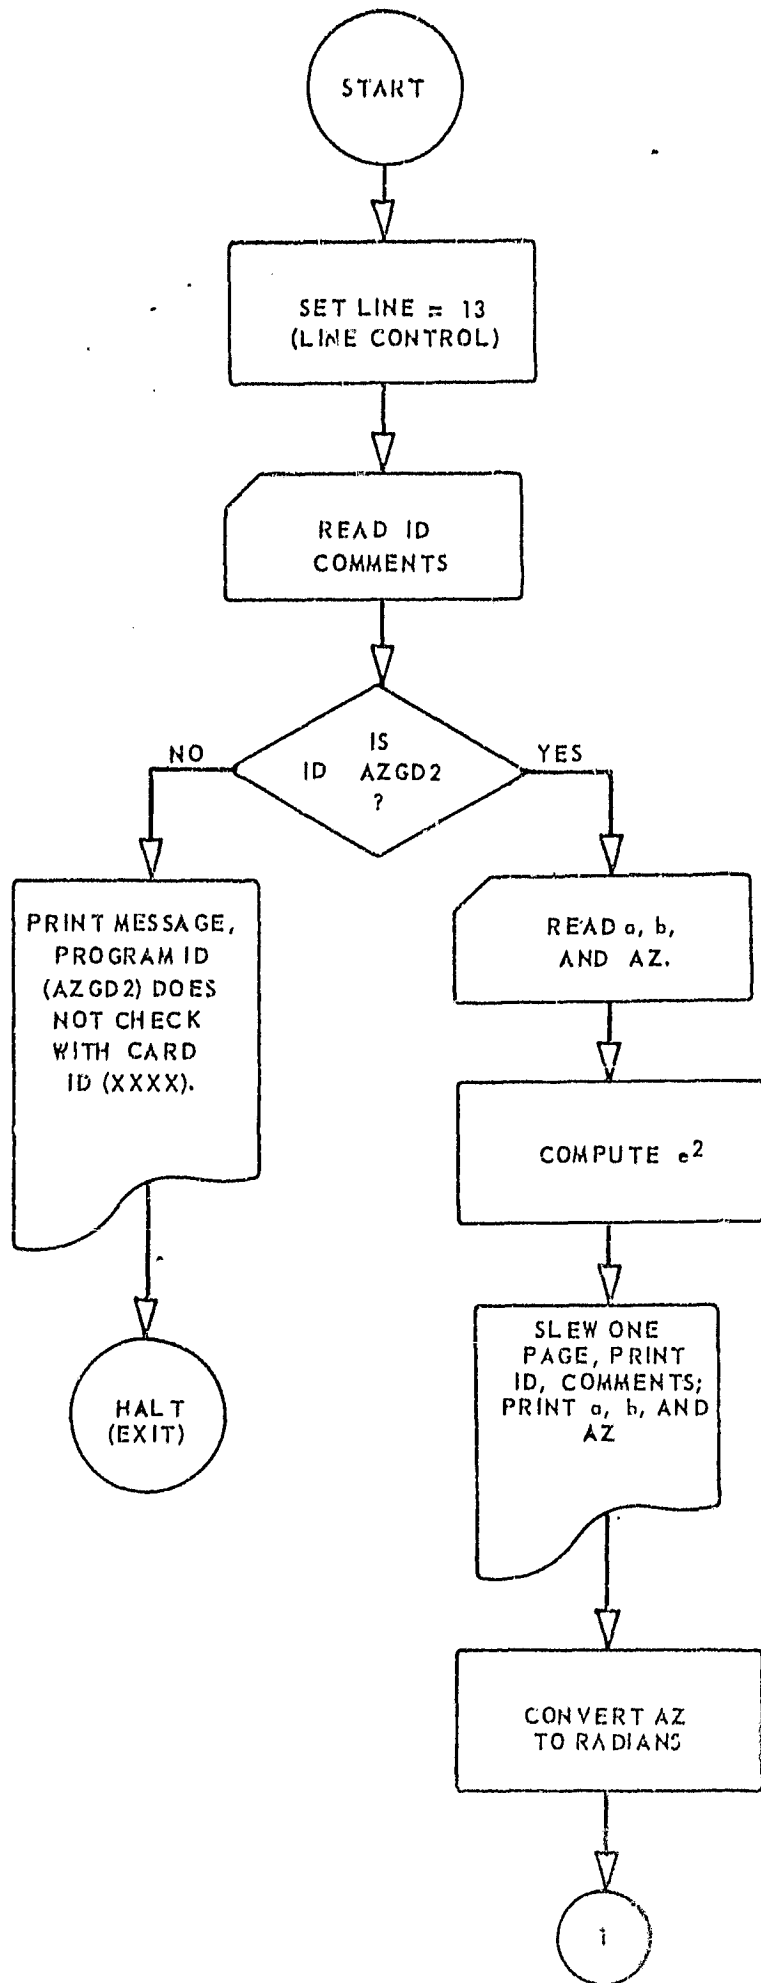 START
SET LINE = 13
(LINE CONTROL)
READ ID
COMMENTS
IS
ID AZGD2
?
NO
YES
PRINT MESSAGE,
PROGRAM ID
(AZGD2) DOES
NOT CHECK
WITH CARD
ID (XXXX).
HALT
(EXIT)
READ a, b,
AND AZ.
COMPUTE e²
SLEW ONE
PAGE, PRINT
ID, COMMENTS;
PRINT a, b, AND
AZ
CONVERT AZ
TO RADIANS
i